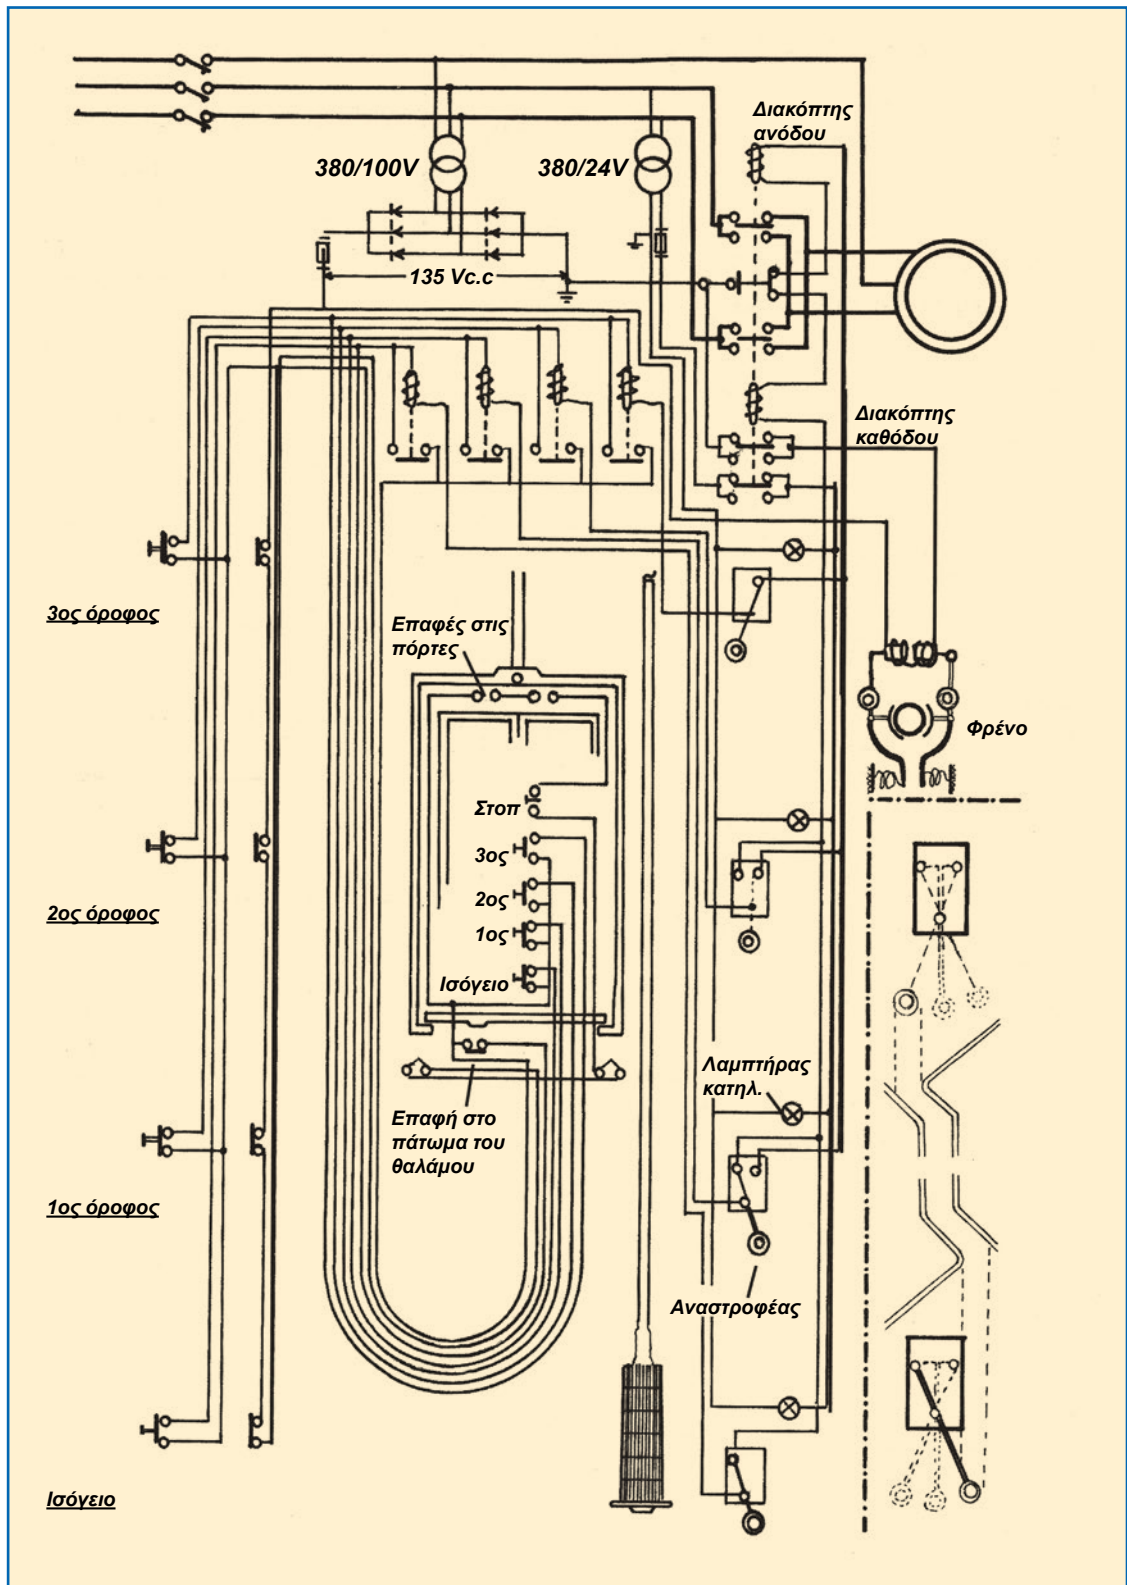 Διακόπτης
ανόδου
380/100V
380/24V
135 Vc.c
Διακόπτης
καθόδου
3ος όροφος
Επαφές στις
πόρτες
Φρένο
Στοπ
3ος
2ος
2ος όροφος
1ος
Ισόγειο
Λαμπτήρας
κατηλ.
Επαφή στο
πάτωμα του
θαλάμου
1ος όροφος
Αναστροφέας
Ισόγειο